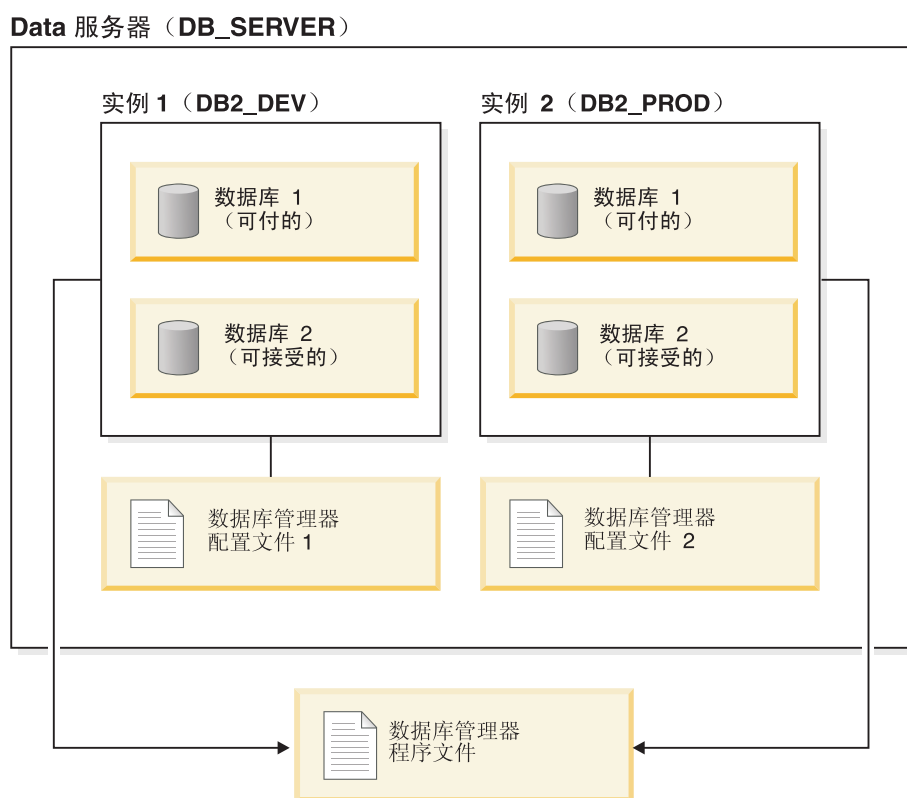 Data 服务器（DB_SERVER）
实例 1（DB2_DEV）
实例 2（DB2_PROD）
数据库 1
（可付的）
数据库 1
（可付的）
数据库 2
（可接受的）
数据库 2
（可接受的）
数据库管理器
配置文件 1
数据库管理器
配置文件 2
数据库管理器
程序文件